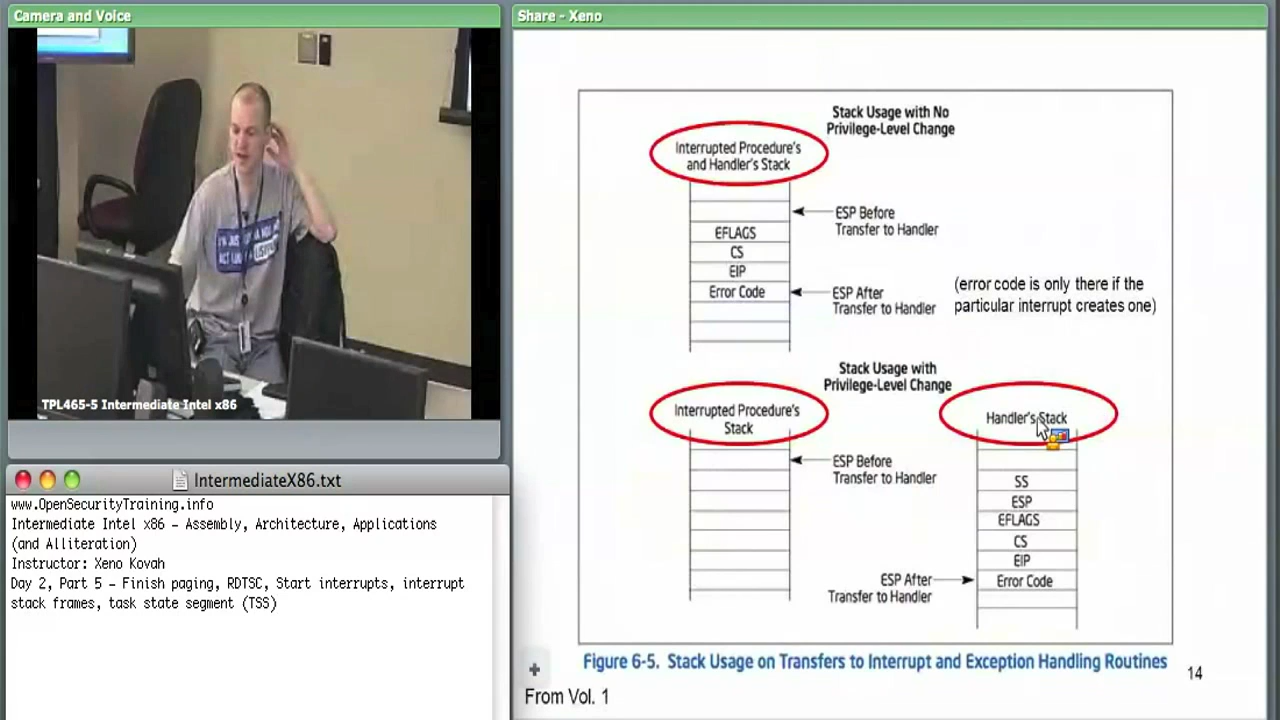 Camera and Voice
TPL465-5 Intermediate Intel x86
IntermediateX86.txt
www.OpenSecurityTraining.info
Intermediate Intel x86 – Assembly, Architecture, Applications
(and Alliteration)
Instructor: Xeno Kovah
Day 2, Part 5 – Finish paging, RDTSC, Start interrupts, interrupt
stack frames, task state segment (TSS)
Share - Xeno
Stack Usage with No
Privilege-Level Change
Interrupted Procedure's
and Handler's Stack
ESP Before
Transfer to Handler
EFLAGS
CS
EIP
Error Code
ESP After
Transfer to Handler
(error code is only there if the
particular interrupt creates one)
Stack Usage with
Privilege-Level Change
Interrupted Procedure's
Stack
Handler's Stack
ESP Before
Transfer to Handler
SS
ESP
EFLAGS
CS
EIP
Error Code
ESP After
Transfer to Handler
Figure 6-5. Stack Usage on Transfers to Interrupt and Exception Handling Routines
14
From Vol. 1